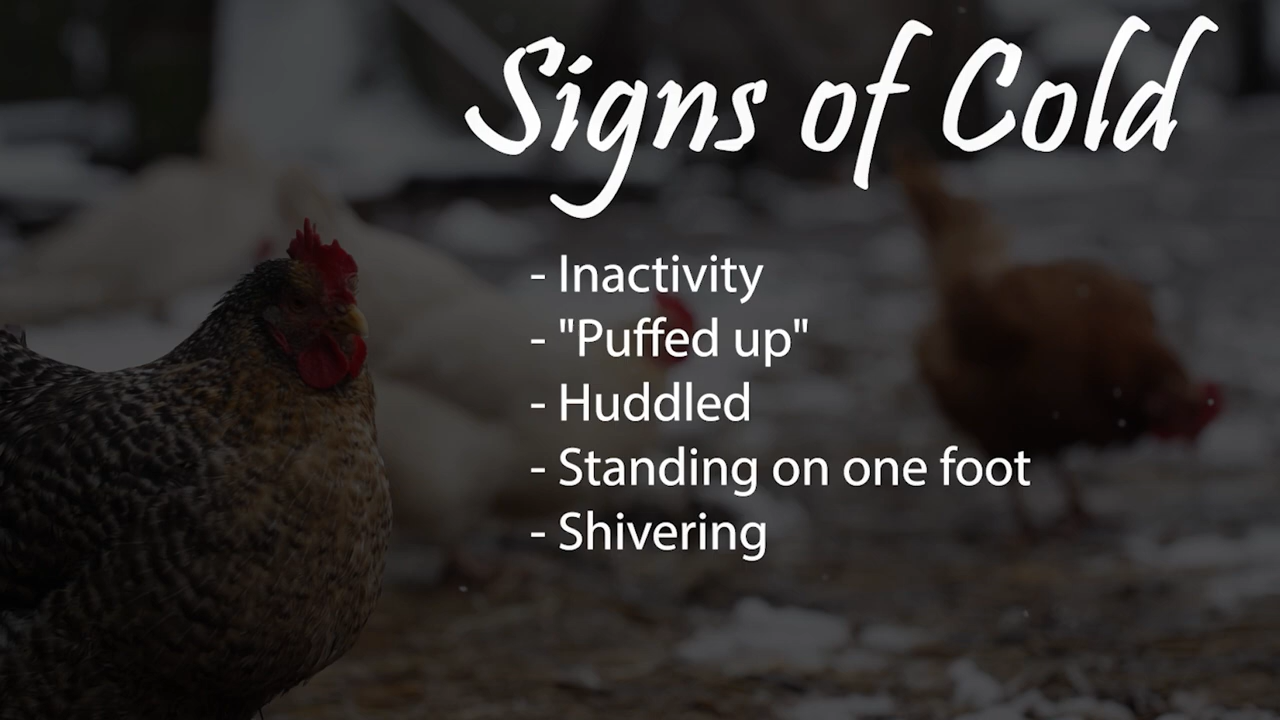 Signs of Cold
- Inactivity
- "Puffed up"
- Huddled
- Standing on one foot
- Shivering